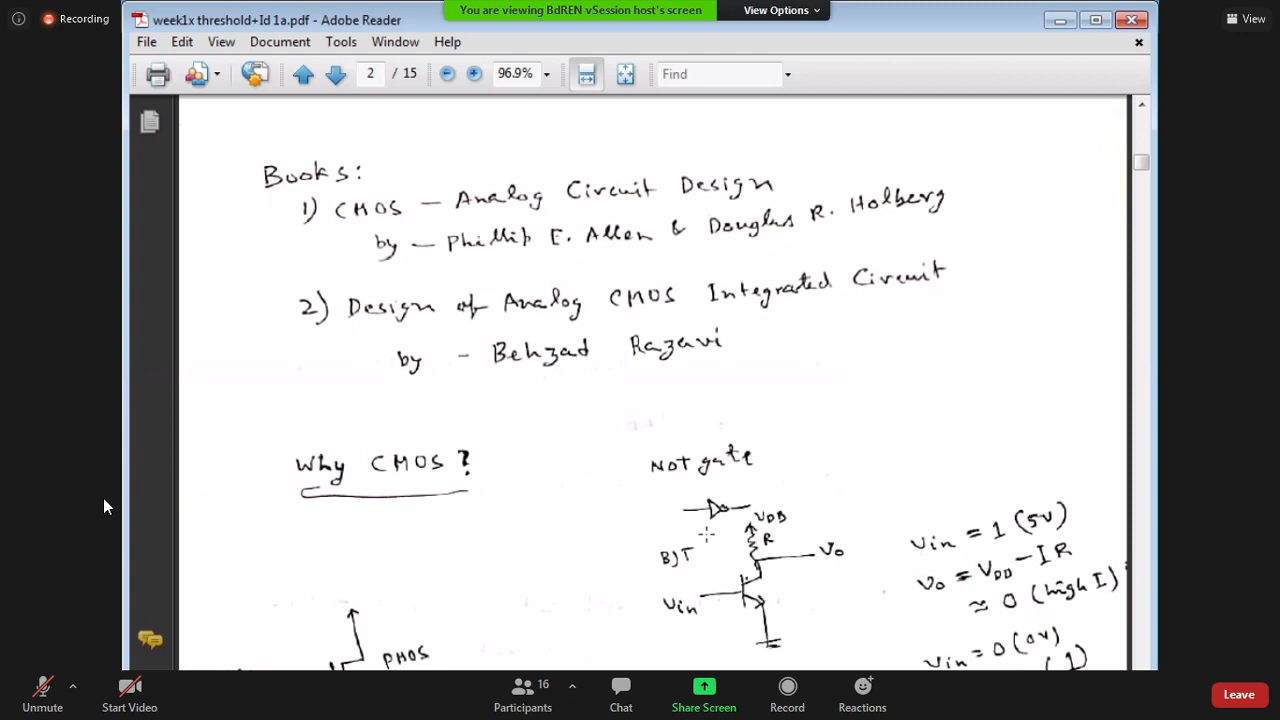 Recording
You are viewing BdREN vSession host's screen
View Options
View
week1x threshold+Id 1a.pdf - Adobe Reader
File Edit View Document Tools Window Help
2 / 15 96.9% Find
Books:
1) CMOS - Analog Circuit Design
by - Phillip E. Allen & Douglas R. Holberg
2) Design of Analog CMOS Integrated Circuit
by - Behzad Razavi
Why CMOS?
NOT gate
VDD
R
BJT
Vo
Vin
Vin = 1 (5V)
Vo = VDD - IR
≈ 0 (high I)
Vin = 0 (0V)
(1)
PMOS
Unmute
Start Video
16
Participants
Chat
Share Screen
Record
Reactions
Leave